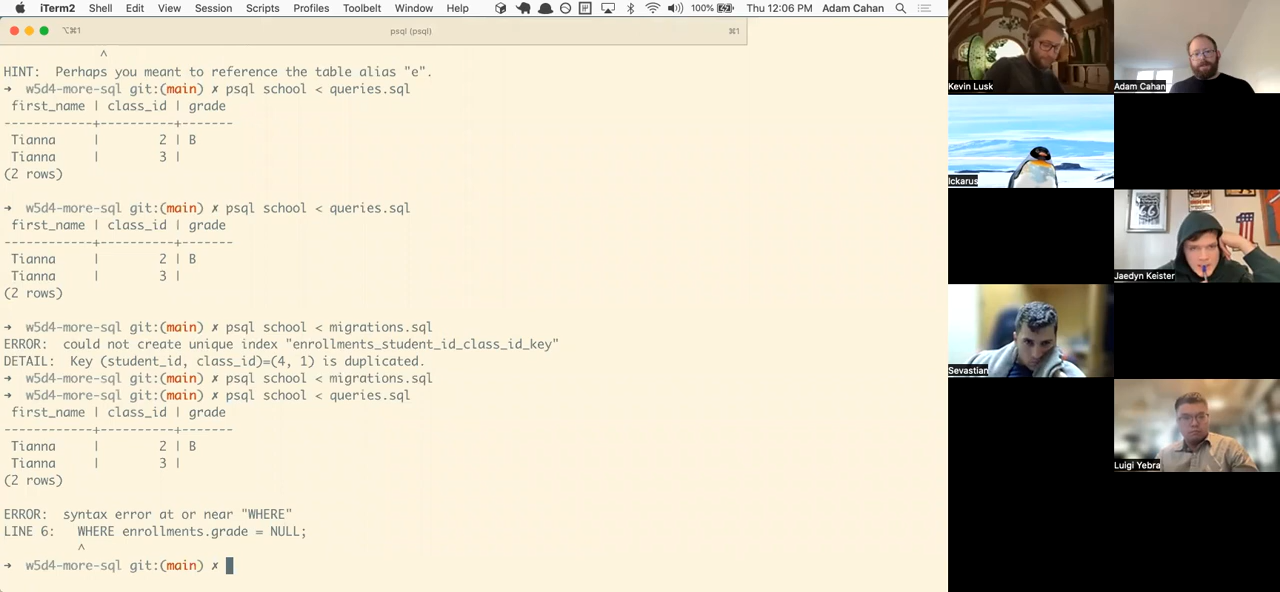 iTerm2 Shell Edit View Session Scripts Profiles Toolbelt Window Help 100% Thu 12:06 PM Adam Cahan
⌥⌘1 psql (psql) ⌘1
^
HINT:  Perhaps you meant to reference the table alias "e".
➜  w5d4-more-sql git:(main) ✗ psql school < queries.sql
 first_name | class_id | grade
------------+----------+-------
 Tianna     |        2 | B
 Tianna     |        3 |
(2 rows)
➜  w5d4-more-sql git:(main) ✗ psql school < queries.sql
 first_name | class_id | grade
------------+----------+-------
 Tianna     |        2 | B
 Tianna     |        3 |
(2 rows)
➜  w5d4-more-sql git:(main) ✗ psql school < migrations.sql
ERROR:  could not create unique index "enrollments_student_id_class_id_key"
DETAIL:  Key (student_id, class_id)=(4, 1) is duplicated.
➜  w5d4-more-sql git:(main) ✗ psql school < migrations.sql
➜  w5d4-more-sql git:(main) ✗ psql school < queries.sql
 first_name | class_id | grade
------------+----------+-------
 Tianna     |        2 | B
 Tianna     |        3 |
(2 rows)
ERROR:  syntax error at or near "WHERE"
LINE 6:   WHERE enrollments.grade = NULL;
^
➜  w5d4-more-sql git:(main) ✗
Kevin Lusk
Adam Cahan
Ickarus
66
Jaedyn Keister
Sevastian
Luigi Yebra